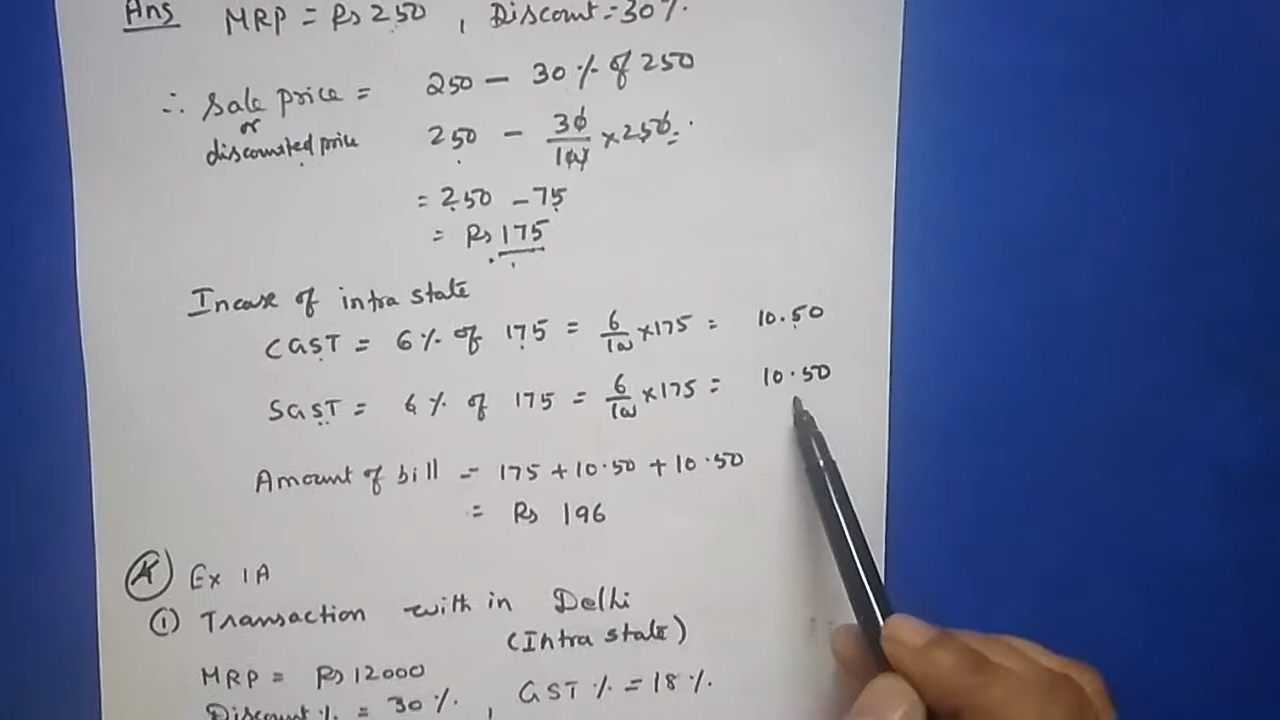 Ans MRP = Rs 250 , Discount = 30%.
∴ Sale price = 250 - 30 % of 250
or
discounted price 250 - 30/100 × 250
= 250 - 75
= Rs 175
Incase of intra state
CGST = 6% of 175 = 6/100 × 175 = 10.50
SGST = 6% of 175 = 6/100 × 175 = 10.50
Amount of bill = 175 + 10.50 + 10.50
= Rs 196
Ex 1A
① Transaction with in Delhi
(Intra state)
MRP = Rs 12000
Discount % = 30 %. , GST % = 18 %.